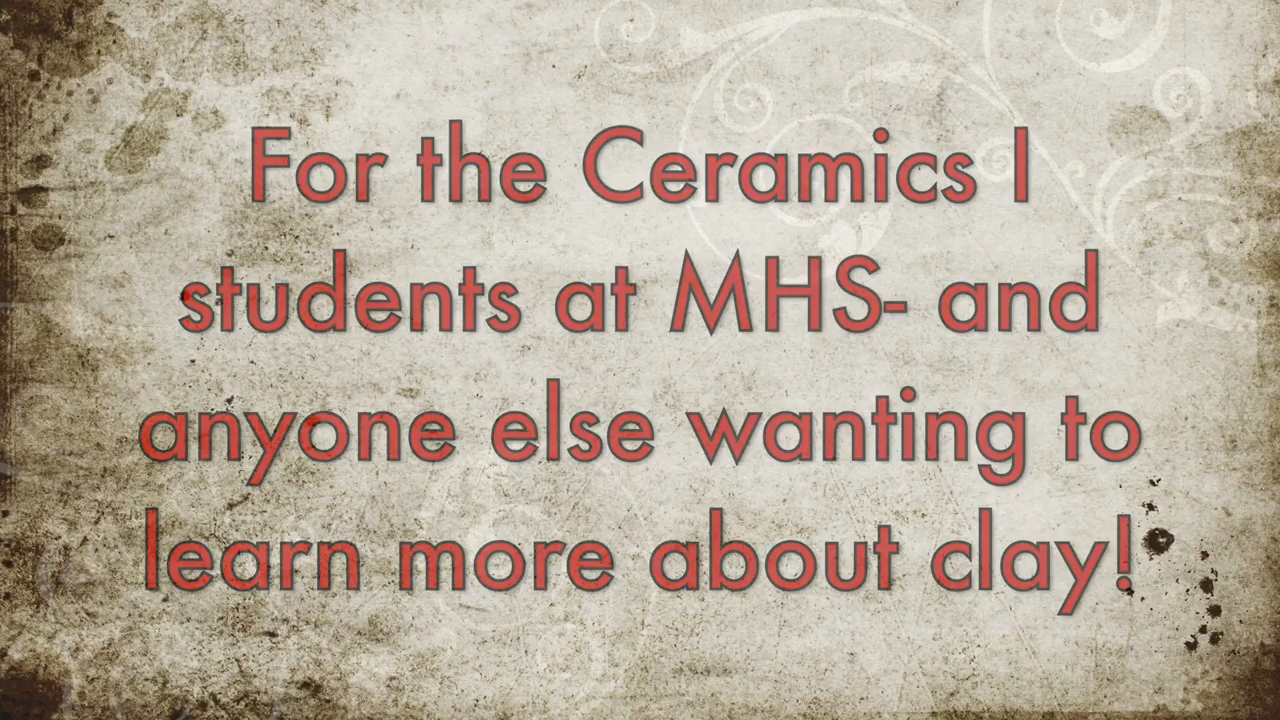 For the Ceramics I
students at MHS- and
anyone else wanting to
learn more about clay!